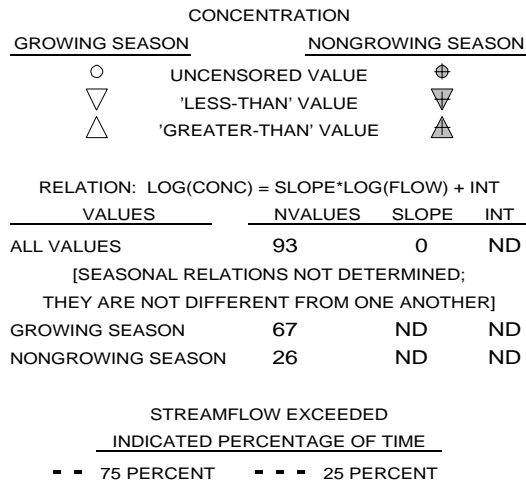 CONCENTRATION
GROWING SEASON NONGROWING SEASON
UNCENSORED VALUE
'LESS-THAN' VALUE
'GREATER-THAN' VALUE
RELATION: LOG(CONC) = SLOPE*LOG(FLOW) + INT
VALUES NVALUES SLOPE INT
ALL VALUES 93 0 ND
[SEASONAL RELATIONS NOT DETERMINED;
THEY ARE NOT DIFFERENT FROM ONE ANOTHER]
GROWING SEASON 67 ND ND
NONGROWING SEASON 26 ND ND
STREAMFLOW EXCEEDED
INDICATED PERCENTAGE OF TIME
75 PERCENT 25 PERCENT